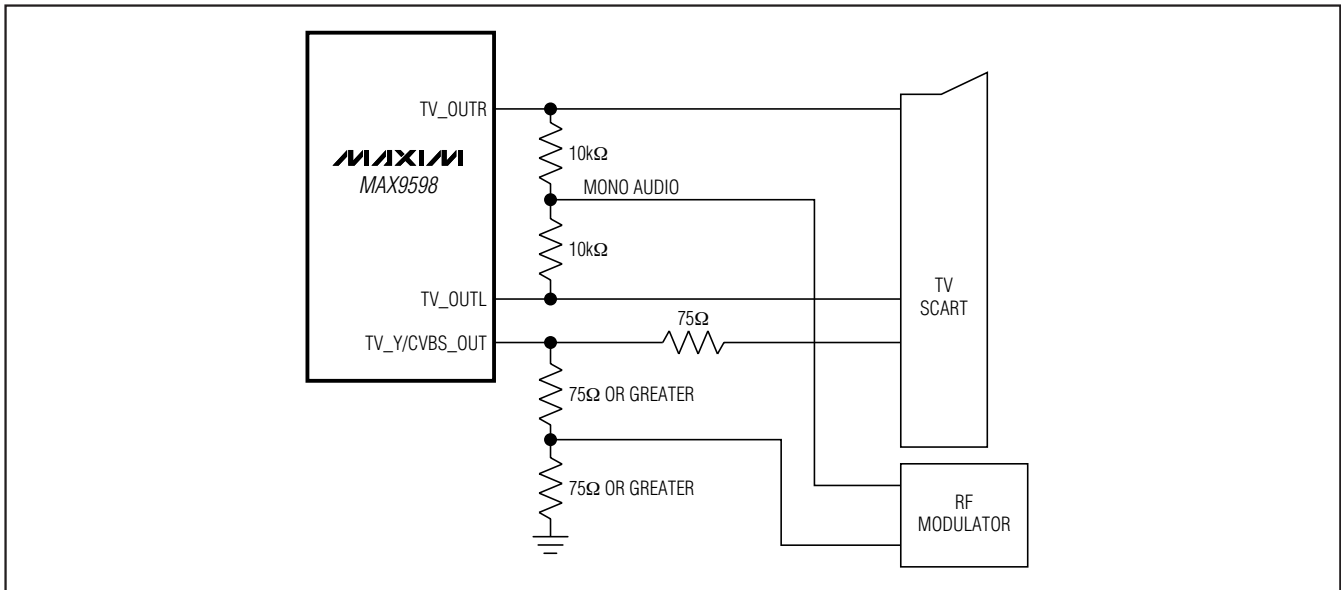 TV_OUTR
10kΩ
MAXIM
MAX9598
MONO AUDIO
10kΩ
TV_OUTL
TV
SCART
75Ω
TV_Y/CVBS_OUT
75Ω OR GREATER
75Ω OR GREATER
RF
MODULATOR